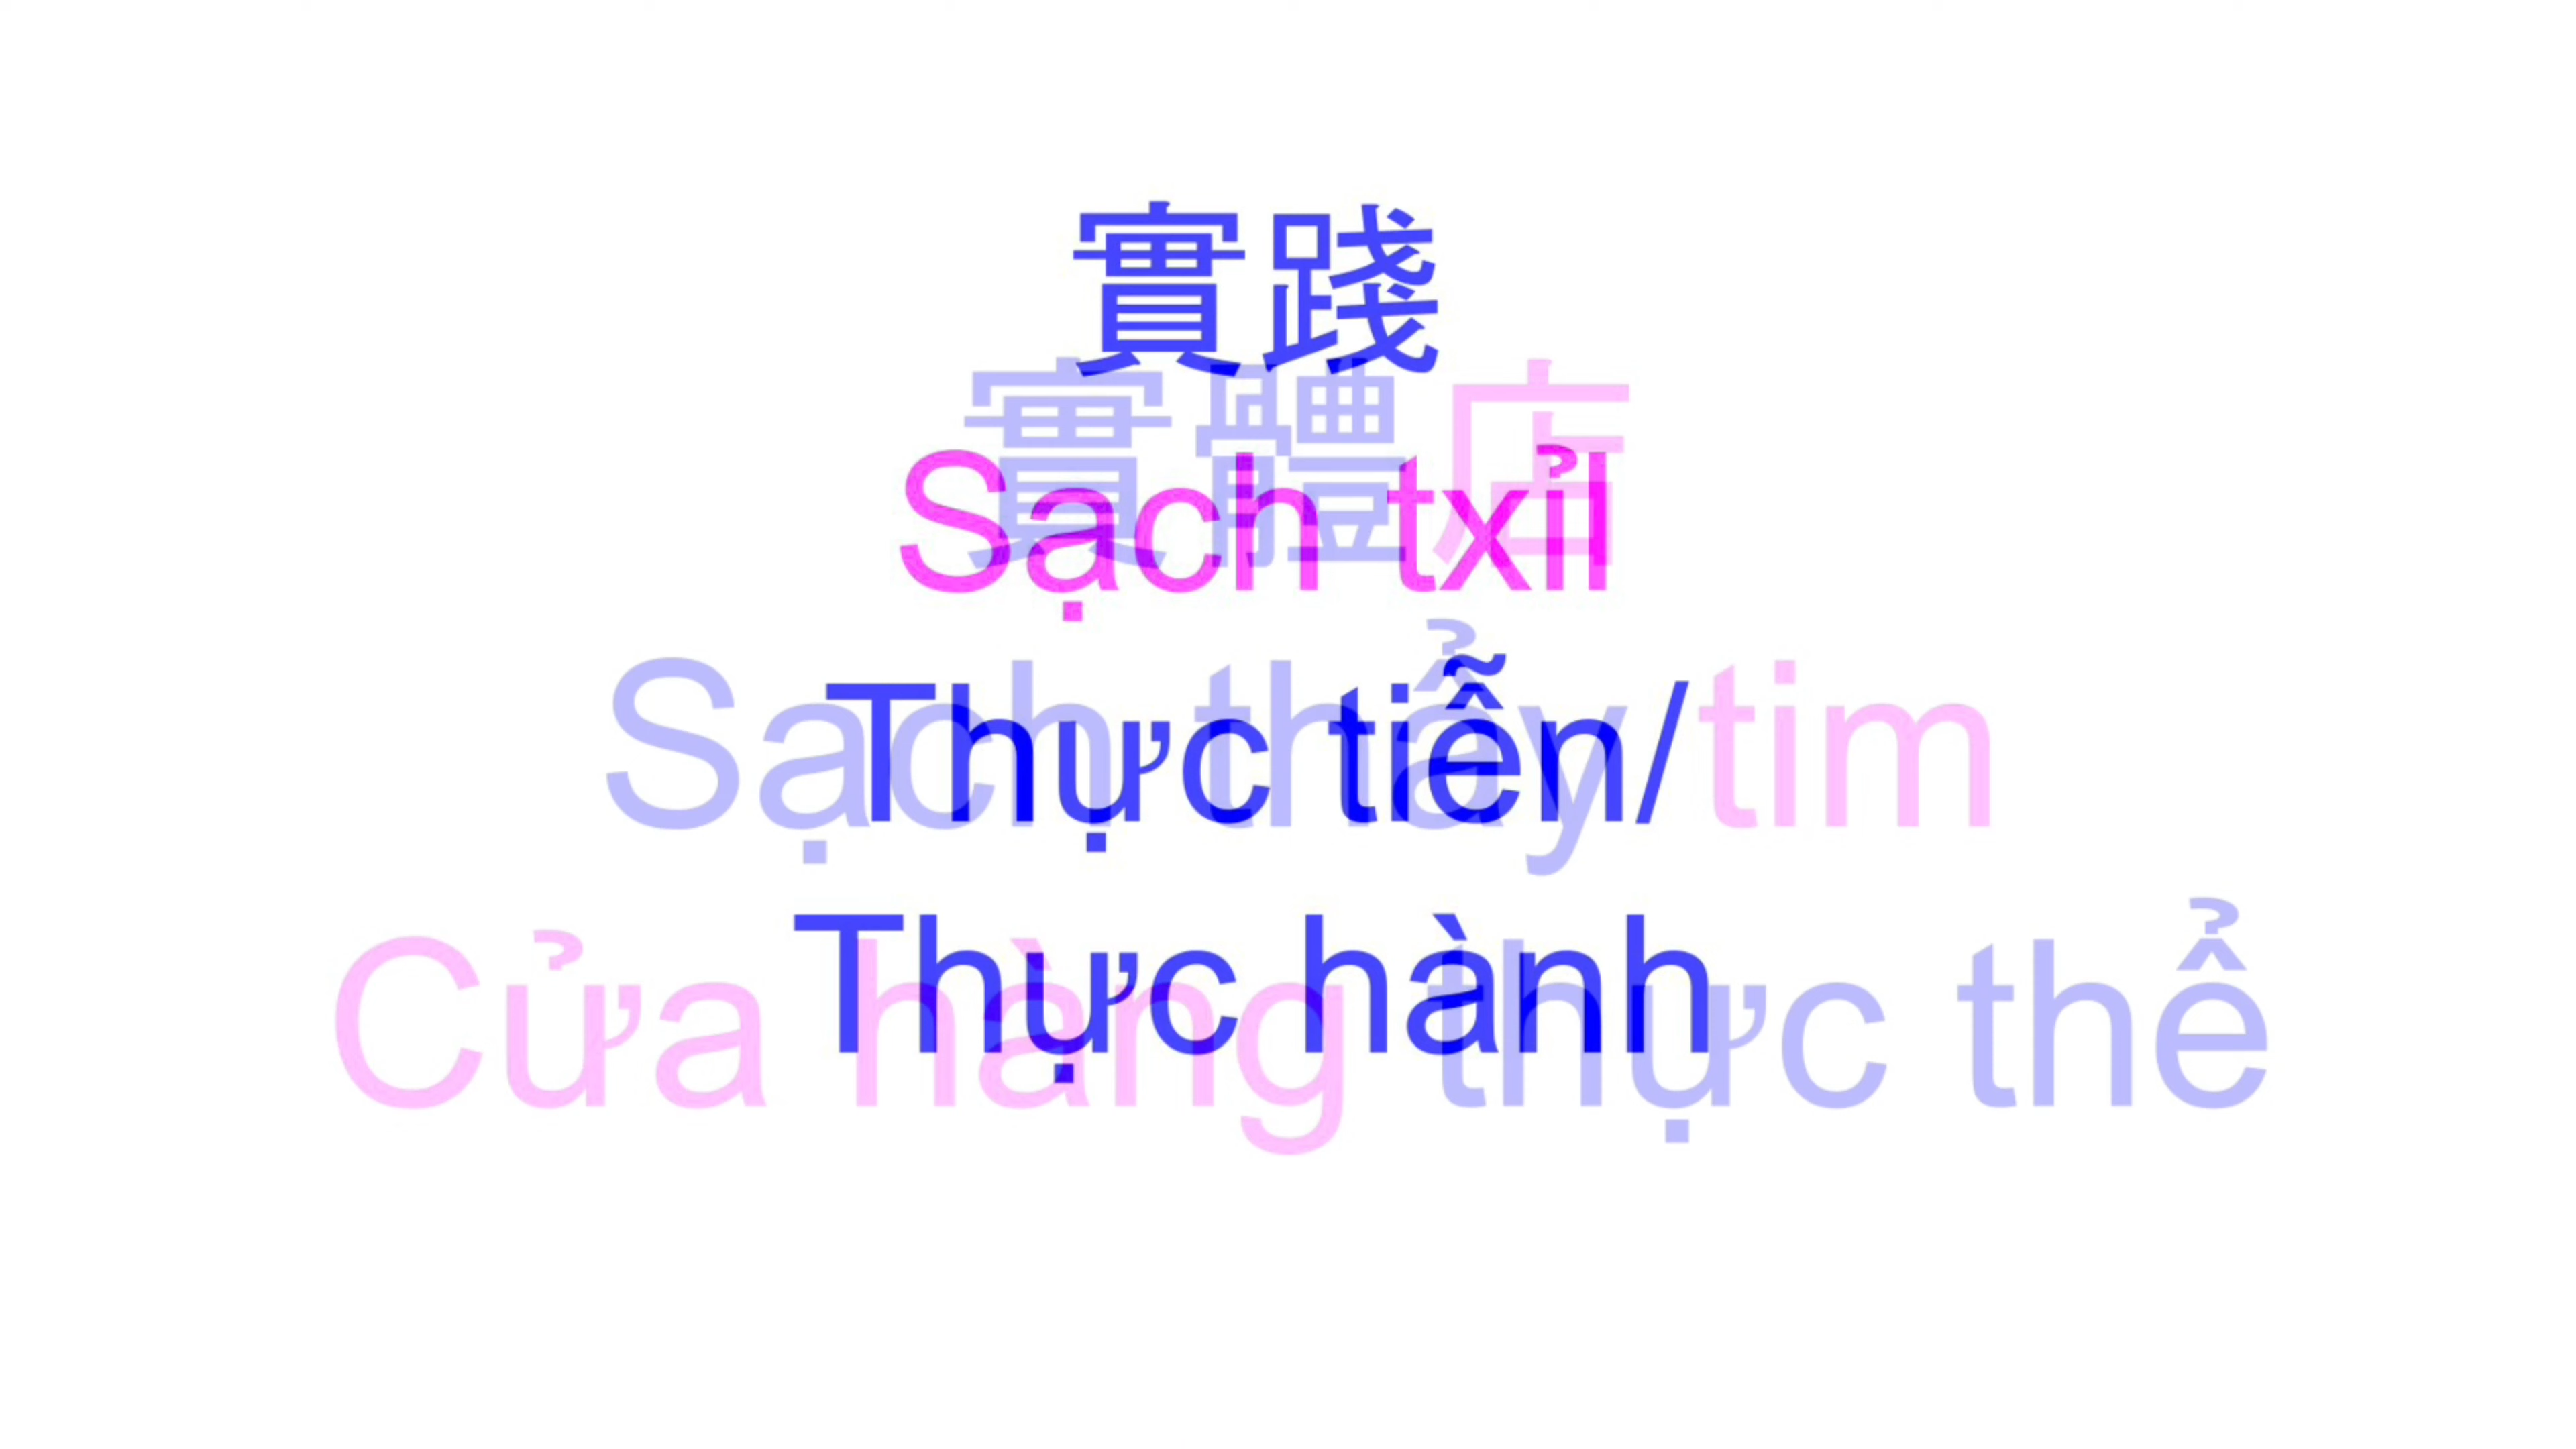 實踐
實體店
Sạch txỉl
Sạch thẩy tim
Thực tiễn/
Thực hành
Cửa hàng thực thể